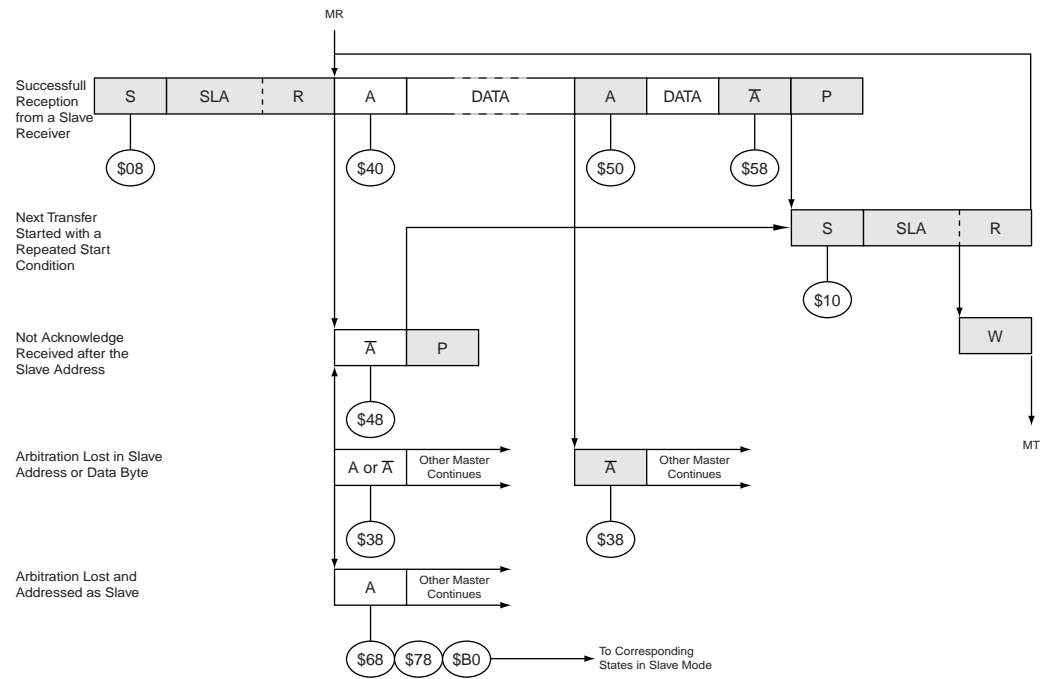 MR
Successfull
Reception
from a Slave
Receiver
S SLA R A DATA A DATA A̅ P
$08 $40 $50 $58
Next Transfer
Started with a
Repeated Start
Condition
S SLA R
$10
Not Acknowledge
Received after the
Slave Address
A̅ P
W
$48
MT
Arbitration Lost in Slave
Address or Data Byte
A or A̅ Other Master
Continues
A̅ Other Master
Continues
$38 $38
Arbitration Lost and
Addressed as Slave
A Other Master
Continues
$68 $78 $B0
To Corresponding
States in Slave Mode